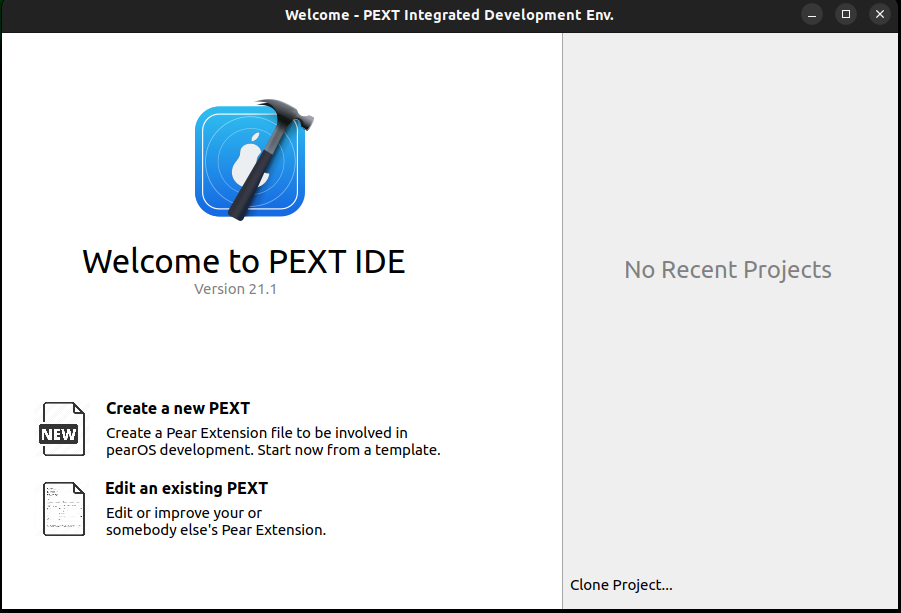 Welcome - PEXT Integrated Development Env.
Welcome to PEXT IDE
Version 21.1
No Recent Projects
NEW
Create a new PEXT
Create a Pear Extension file to be involved in
pearOS development. Start now from a template.
Edit an existing PEXT
Edit or improve your or
somebody else's Pear Extension.
Clone Project...